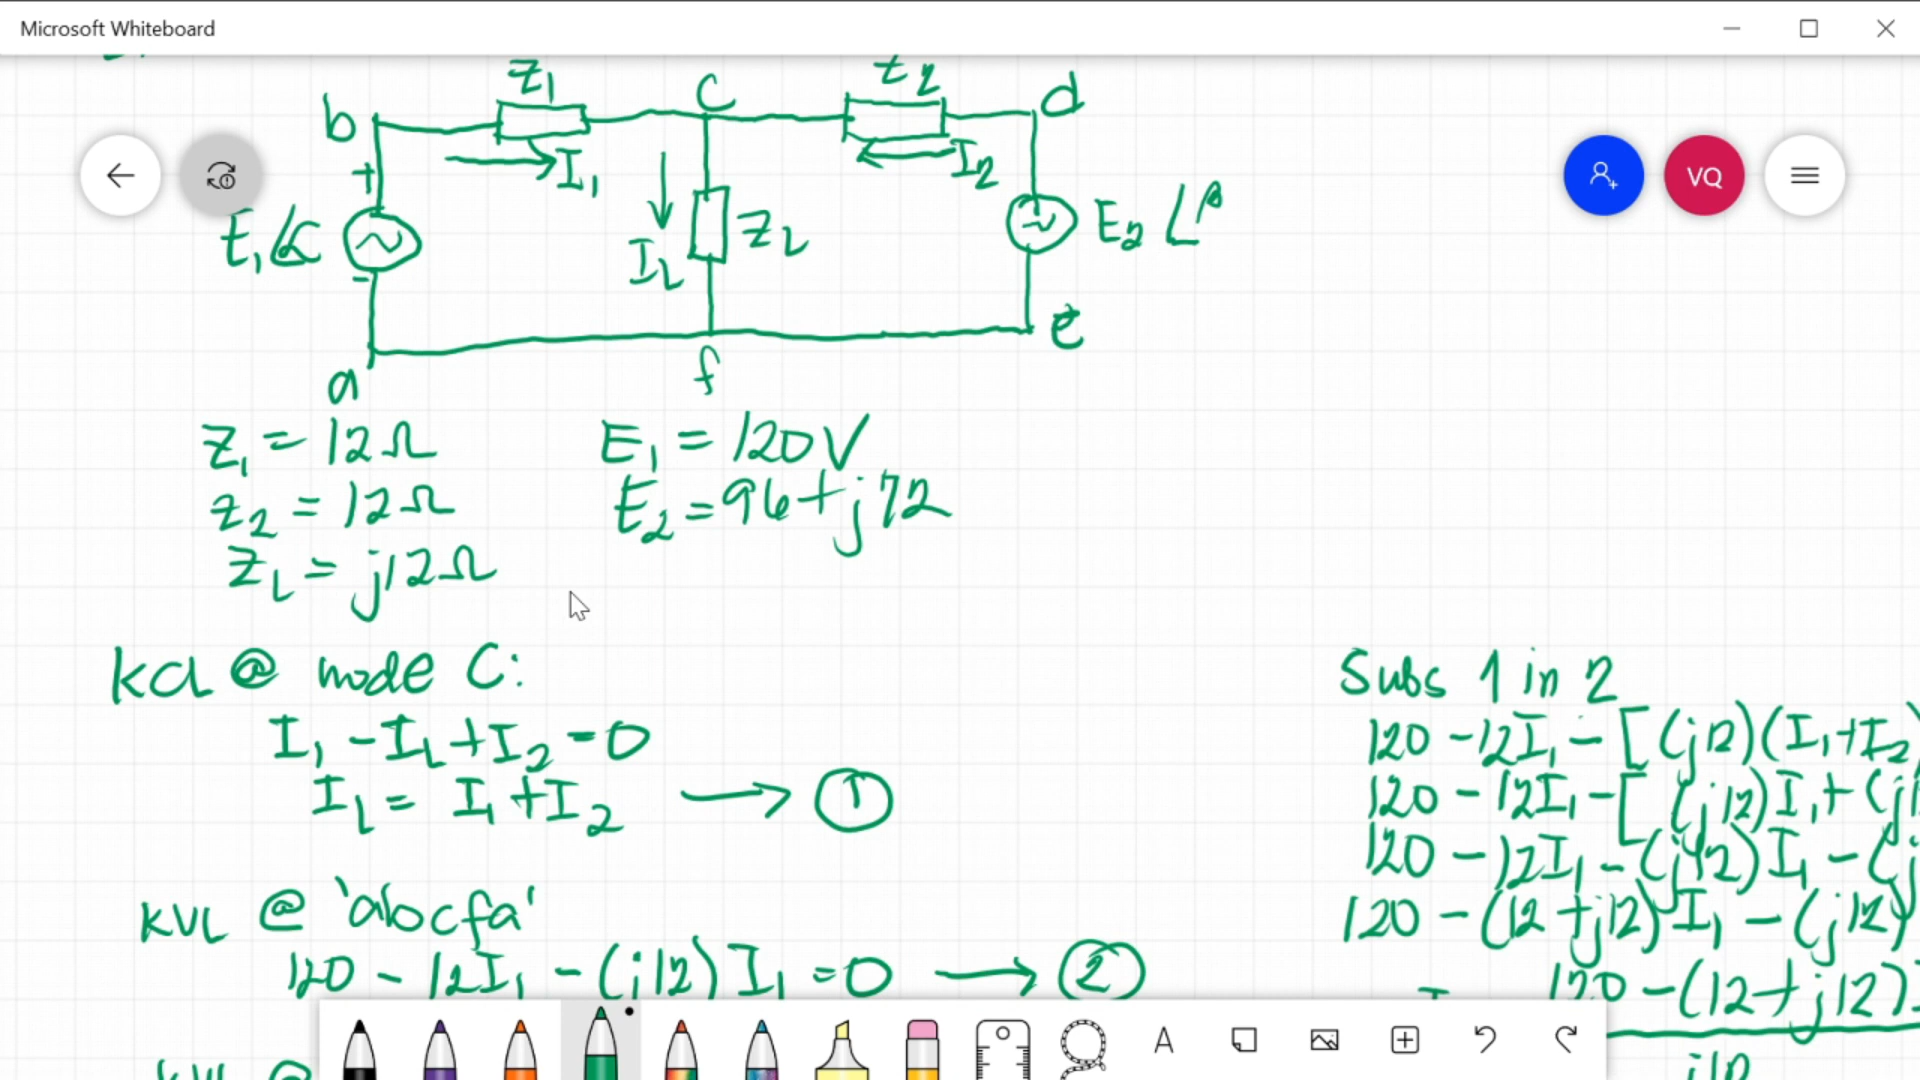 Microsoft Whiteboard
Z1
C
Z2
d
b
I1
I2
+
E1 ∠α
IL
ZL
E2 ∠β
-
e
a
f
VQ
Z1 = 12Ω
E1 = 120V
Z2 = 12Ω
E2 = 96+j72
ZL = j12Ω
KCL @ node C:
I1 - IL + I2 = 0
IL = I1 + I2 → ①
KVL @ 'abcfa'
120 - 12I1 - (j12) I1 = 0 → ②
KVL @
Subs 1 in 2
120 - 12I1 - [(j12)(I1+I2)
120 - 12I1 - [(j12)I1 + (j1
120 - 12I1 - (j12)I1 - (j
120 - (12+j12)I1 - (j12)
120 - (12+j12)
j12
A